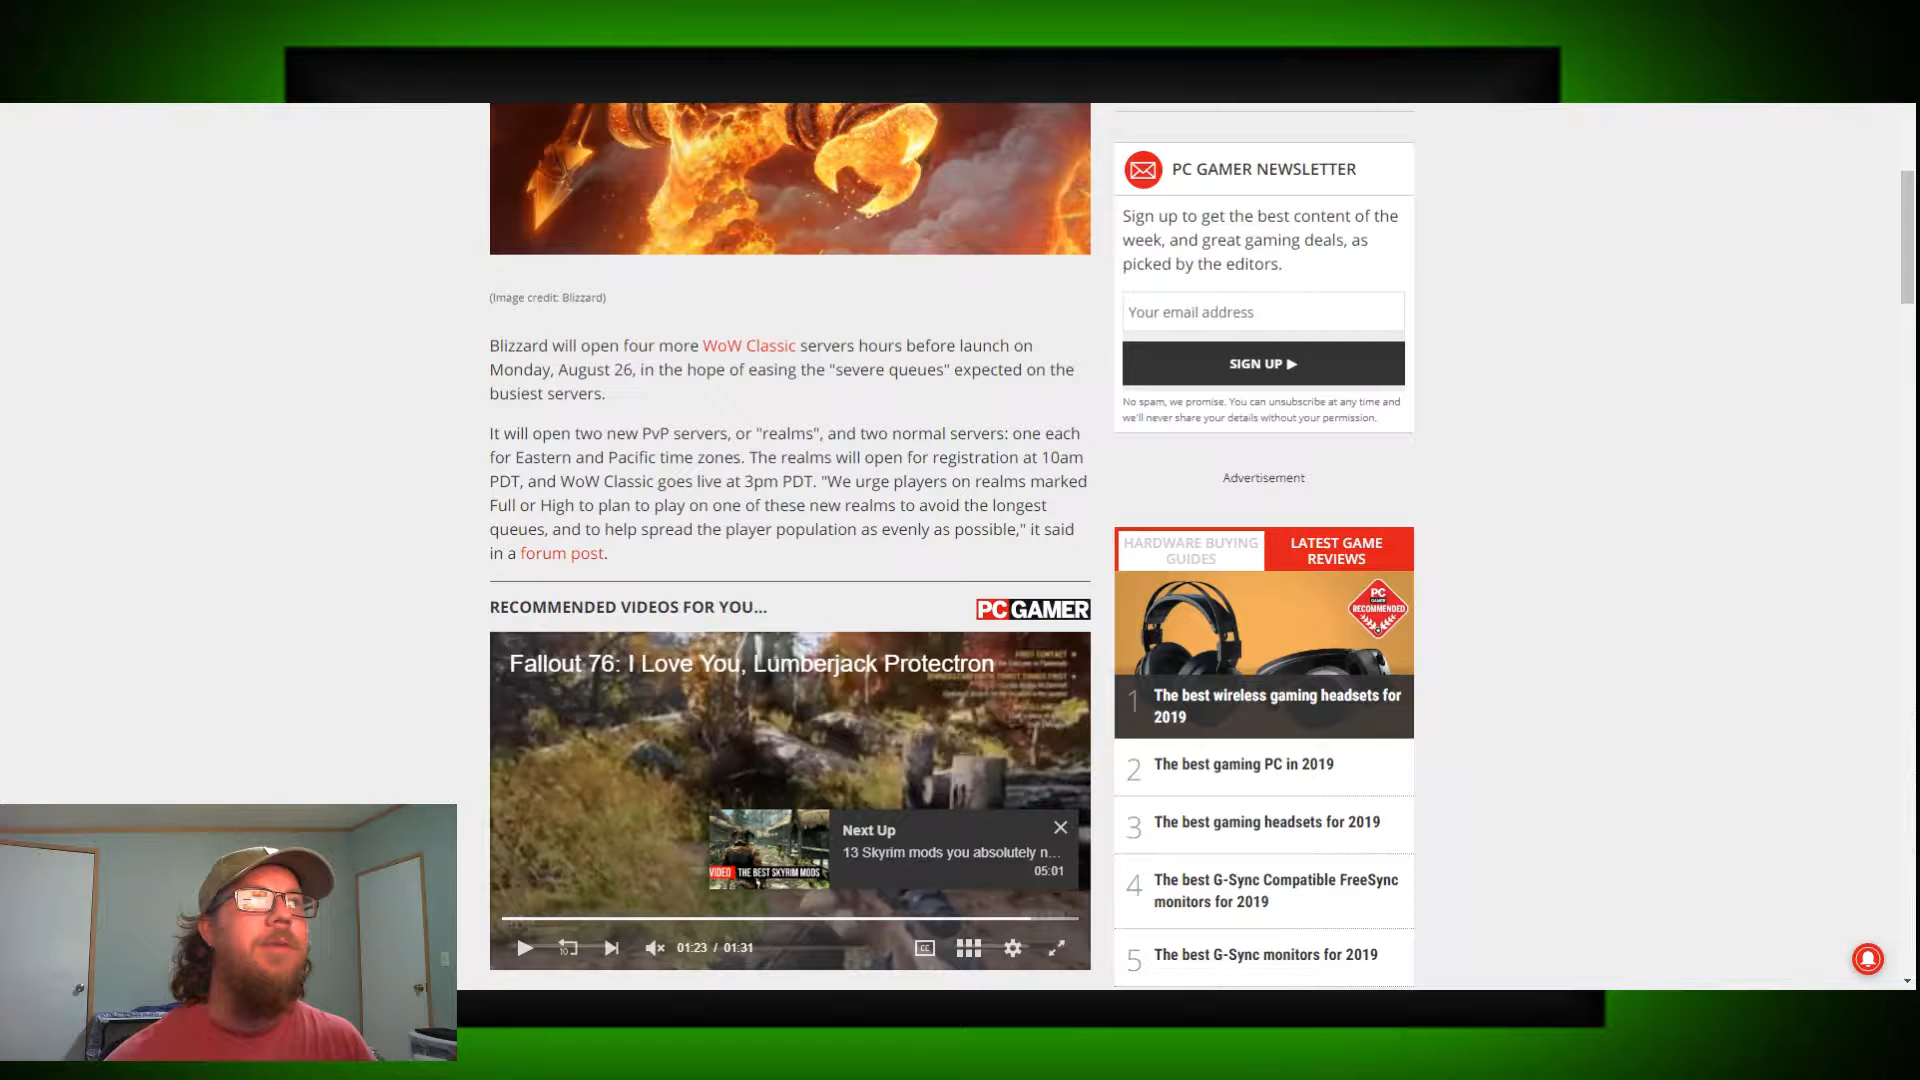 (Image credit: Blizzard)
Blizzard will open four more WoW Classic servers hours before launch on
Monday, August 26, in the hope of easing the "severe queues" expected on the
busiest servers.
It will open two new PvP servers, or "realms", and two normal servers: one each
for Eastern and Pacific time zones. The realms will open for registration at 10am
PDT, and WoW Classic goes live at 3pm PDT. "We urge players on realms marked
Full or High to plan to play on one of these new realms to avoid the longest
queues, and to help spread the player population as evenly as possible," it said
in a forum post.
RECOMMENDED VIDEOS FOR YOU...
PC GAMER
Fallout 76: I Love You, Lumberjack Protectron
Next Up
13 Skyrim mods you absolutely n...
05:01
VIDEO THE BEST SKYRIM MODS
10
01:23 / 01:31
CC
PC GAMER NEWSLETTER
Sign up to get the best content of the
week, and great gaming deals, as
picked by the editors.
Your email address
SIGN UP ▶
No spam, we promise. You can unsubscribe at any time and
we'll never share your details without your permission.
Advertisement
HARDWARE BUYING
GUIDES
LATEST GAME
REVIEWS
PC
GAMER
RECOMMENDED
1 The best wireless gaming headsets for
2019
2 The best gaming PC in 2019
3 The best gaming headsets for 2019
4 The best G-Sync Compatible FreeSync
monitors for 2019
5 The best G-Sync monitors for 2019